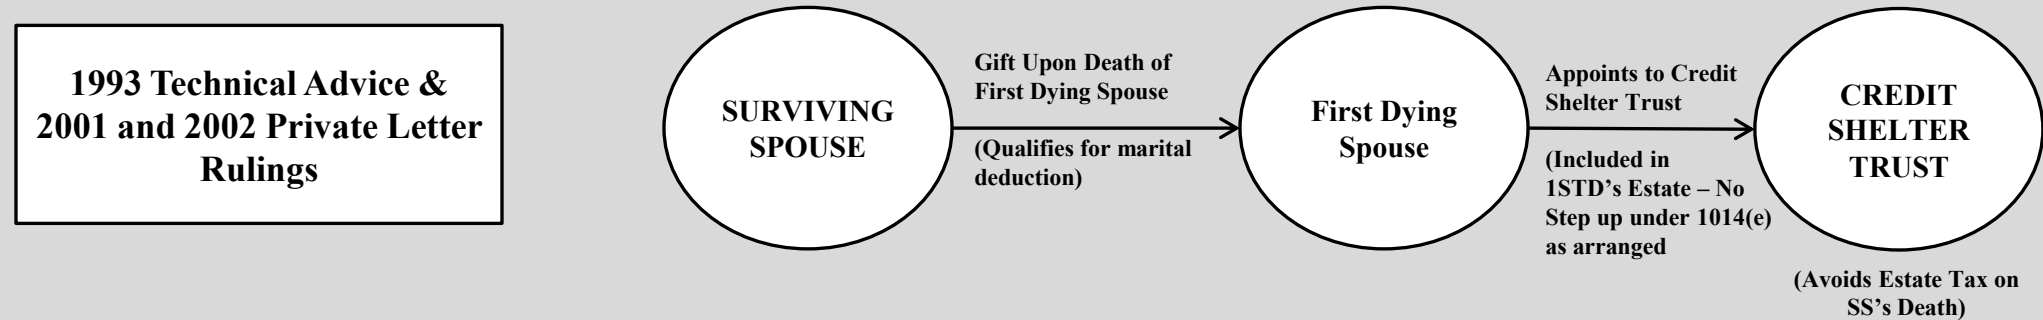 1993 Technical Advice &
2001 and 2002 Private Letter
Rulings
SURVIVING
SPOUSE
Gift Upon Death of
First Dying Spouse
(Qualifies for marital
deduction)
First Dying
Spouse
Appoints to Credit
Shelter Trust
(Included in
1STD’s Estate – No
Step up under 1014(e)
as arranged
CREDIT
SHELTER
TRUST
(Avoids Estate Tax on
SS’s Death)